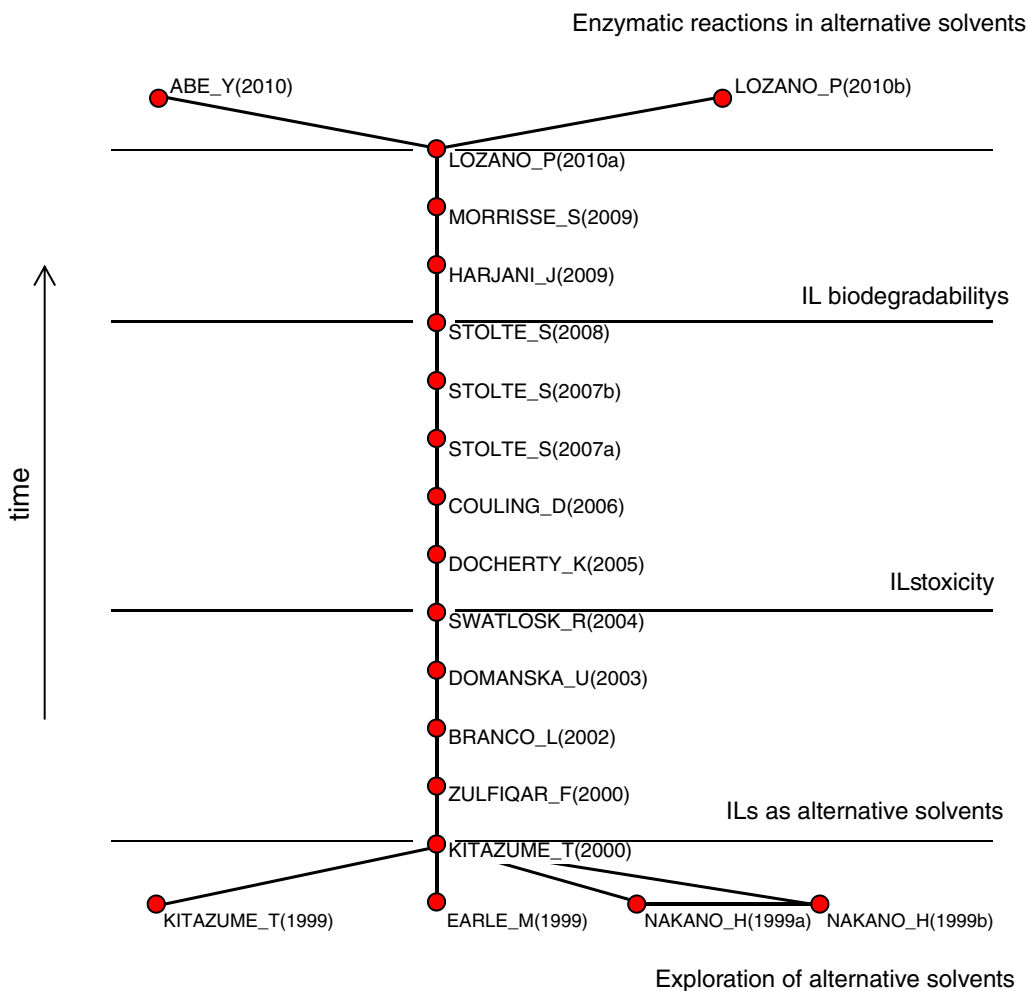 Enzymatic reactions in alternative solvents
ABE_Y(2010)
LOZANO_P(2010b)
LOZANO_P(2010a)
MORRISSE_S(2009)
HARJANI_J(2009)
IL biodegradabilitys
STOLTE_S(2008)
STOLTE_S(2007b)
STOLTE_S(2007a)
time
COULING_D(2006)
DOCHERTY_K(2005)
ILstoxicity
SWATLOSK_R(2004)
DOMANSKA_U(2003)
BRANCO_L(2002)
ZULFIQAR_F(2000)
ILs as alternative solvents
KITAZUME_T(2000)
KITAZUME_T(1999)
EARLE_M(1999)
NAKANO_H(1999a)
NAKANO_H(1999b)
Exploration of alternative solvents